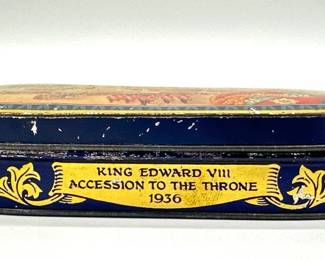 KING EDWARD VIII
ACCESSION TO THE THRONE
1936